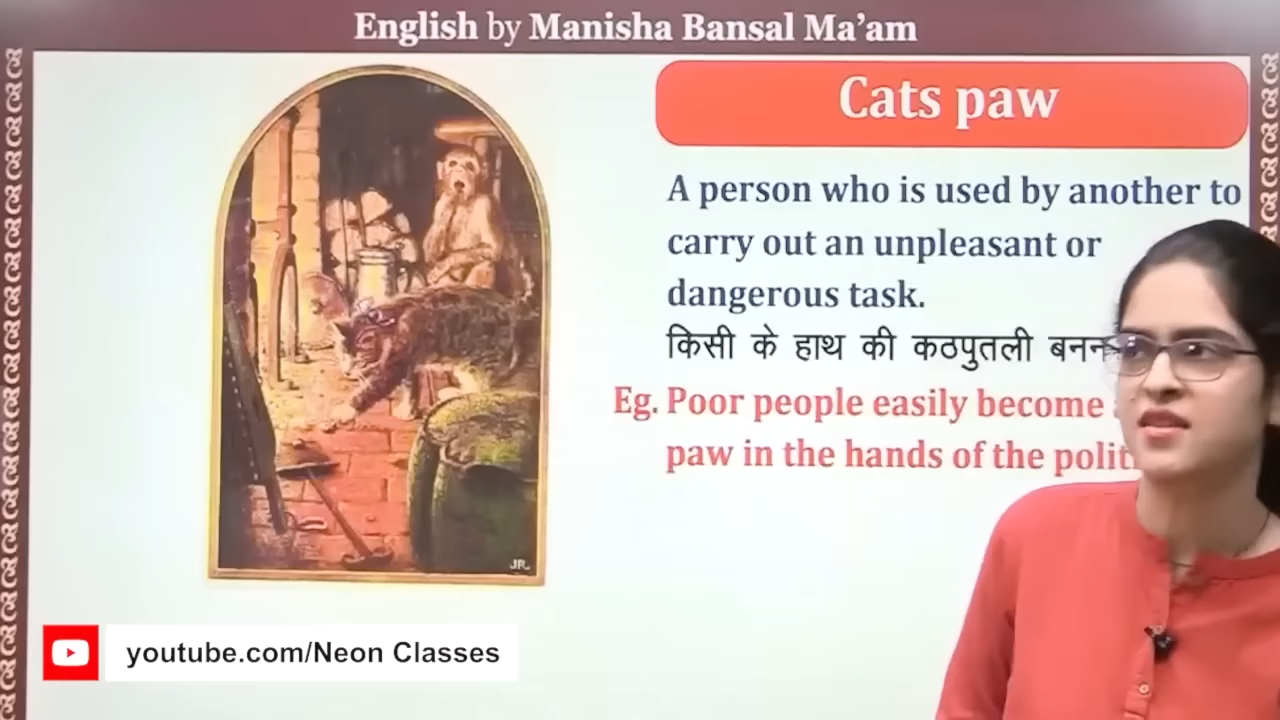 English by Manisha Bansal Ma’am
Cats paw
A person who is used by another to
carry out an unpleasant or
dangerous task.
किसी के हाथ की कठपुतली
Eg. Poor people easily become
paw in the hands of the
JR.
youtube.com/Neon Classes